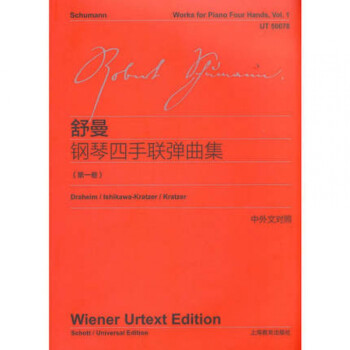 Schumann
Works for Piano Four Hands, Vol. 1
Robert Schumann
舒曼
钢琴四手联弹曲集
(第一卷)
Draheim / Ishikawa-Kratzer / Kratzer
中外文对照
Wiener Urtext Edition
Schott / Universal Edition
上海教育出版社